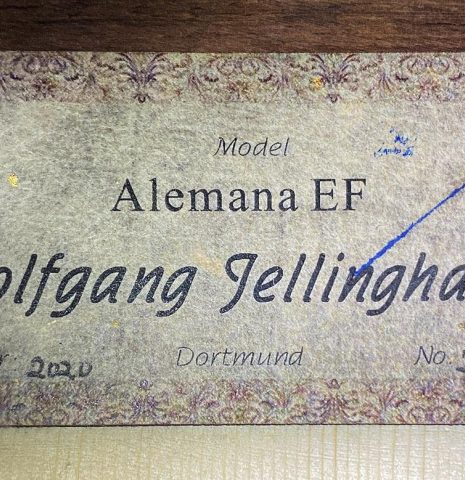 Model
Alemana EF
olfgang Jellingha
r 2020 Dortmund No.